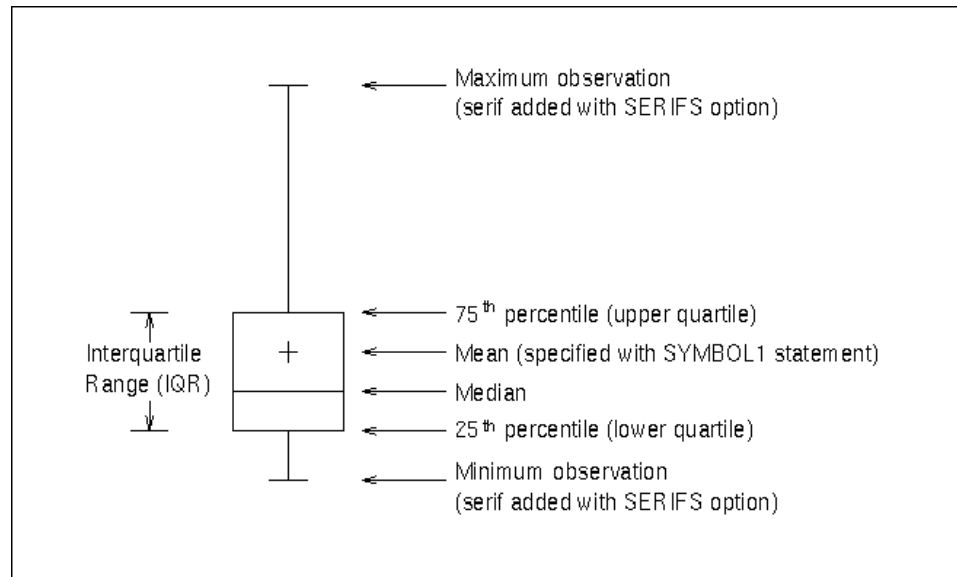 Maximum observation
(serif added with SERIFS option)
75th percentile (upper quartile)
Interquartile
Range (IQR)
Mean (specified with SYMBOL1 statement)
Median
25th percentile (lower quartile)
Minimum observation
(serif added with SERIFS option)